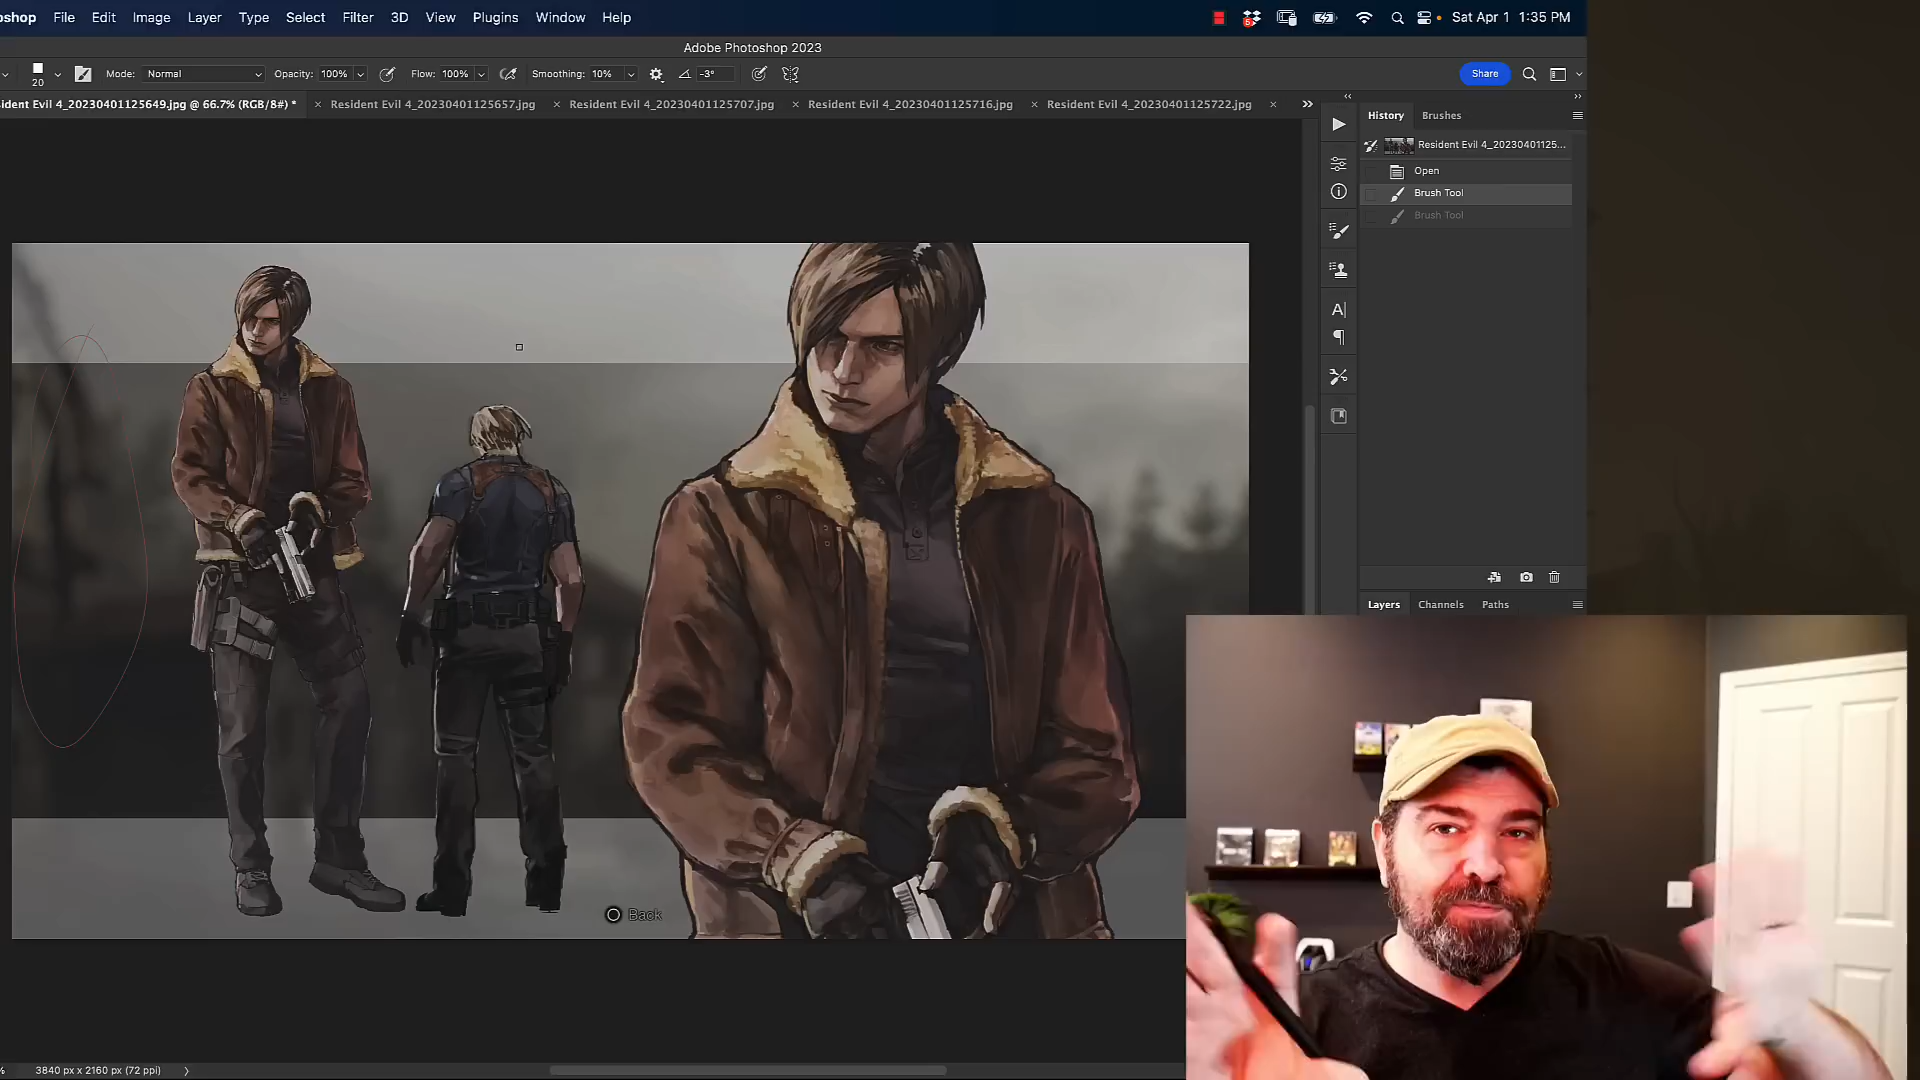 oshop File Edit Image Layer Type Select Filter 3D View Plugins Window Help Sat Apr 1 1:35 PM
Adobe Photoshop 2023
20 Mode: Normal Opacity: 100% Flow: 100% Smoothing: 10% -3° Share
ident Evil 4_20230401125649.jpg @ 66.7% (RGB/8#) * Resident Evil 4_20230401125657.jpg Resident Evil 4_20230401125707.jpg Resident Evil 4_20230401125716.jpg Resident Evil 4_20230401125722.jpg
History Brushes
Resident Evil 4_20230401125...
Open
Brush Tool
Brush Tool
Layers Channels Paths
Back
% 3840 px x 2160 px (72 ppi)